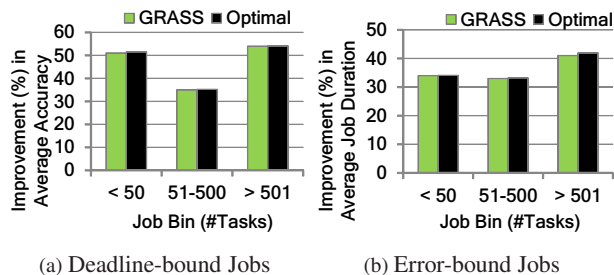 GRASS Optimal
60
50
40
30
20
10
0
Improvement (%) in
Average Accuracy
< 50 51-500 > 501
Job Bin (#Tasks)
(a) Deadline-bound Jobs
GRASS Optimal
50
40
30
20
10
0
Improvement (%) in
Average Job Duration
< 50 51-500 > 501
Job Bin (#Tasks)
(b) Error-bound Jobs